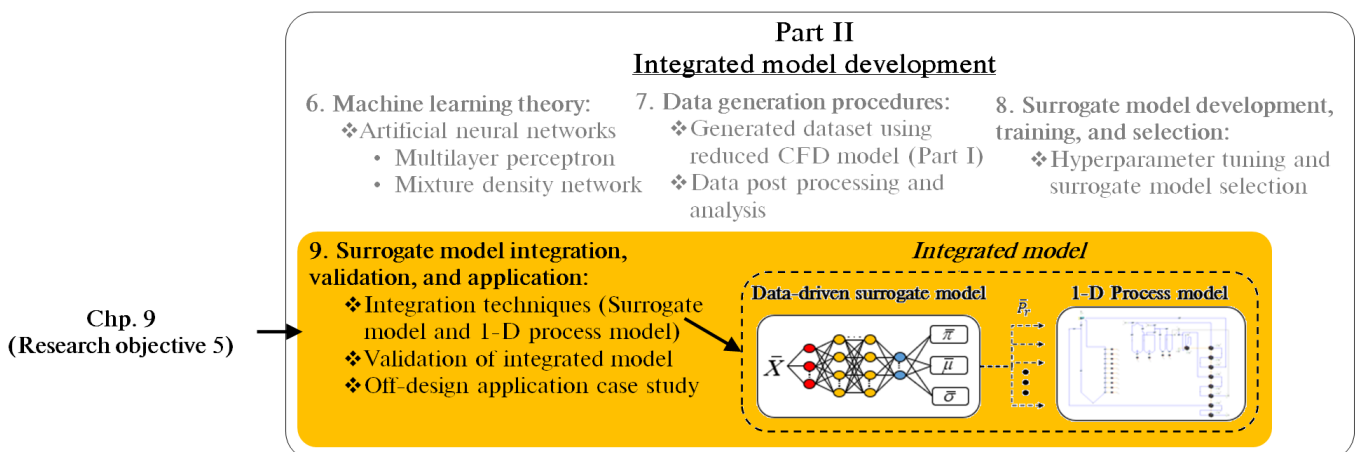 Part II
Integrated model development
6. Machine learning theory:
❖Artificial neural networks
• Multilayer perceptron
• Mixture density network
7. Data generation procedures:
❖Generated dataset using
reduced CFD model (Part I)
❖Data post processing and
analysis
8. Surrogate model development,
training, and selection:
❖Hyperparameter tuning and
surrogate model selection
Chp. 9
(Research objective 5)
9. Surrogate model integration,
validation, and application:
❖Integration techniques (Surrogate
model and 1-D process model)
❖Validation of integrated model
❖Off-design application case study
Integrated model
Data-driven surrogate model
X̄
π̄
μ̄
σ̄
P̄r
1-D Process model